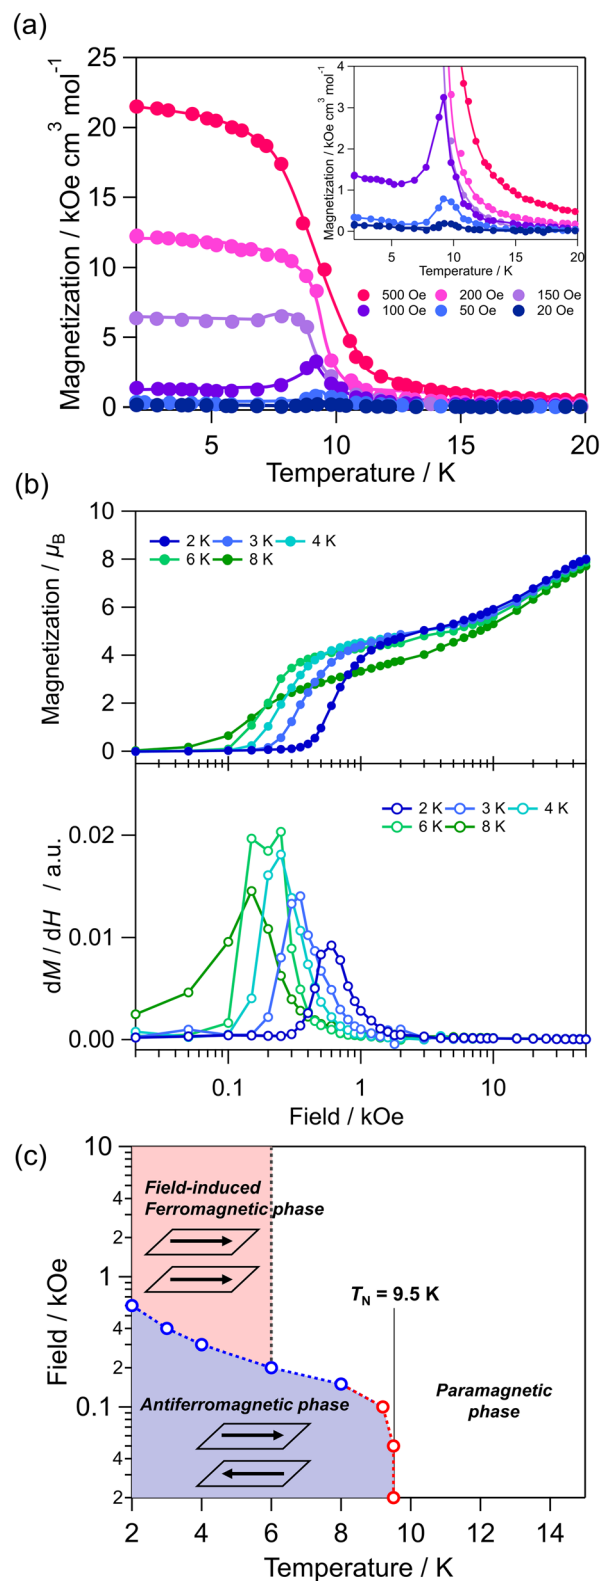 (a)
25
20
15
10
5
0
Magnetization / kOe cm3 mol-1
4
3
2
1
0
Magnetization / kOe cm3 mol-1
5 10 15 20
Temperature / K
500 Oe 200 Oe 150 Oe
100 Oe 50 Oe 20 Oe
5 10 15 20
Temperature / K
(b)
10
8
6
4
2
0
Magnetization / μB
2 K 3 K 4 K
6 K 8 K
0.02
0.01
0.00
dM / dH / a.u.
2 K 3 K 4 K
6 K 8 K
0.1 1 10
Field / kOe
(c)
10
4
2
1
4
2
0.1
4
2
Field / kOe
Field-induced
Ferromagnetic phase
TN = 9.5 K
Antiferromagnetic phase
Paramagnetic
phase
2 4 6 8 10 12 14
Temperature / K